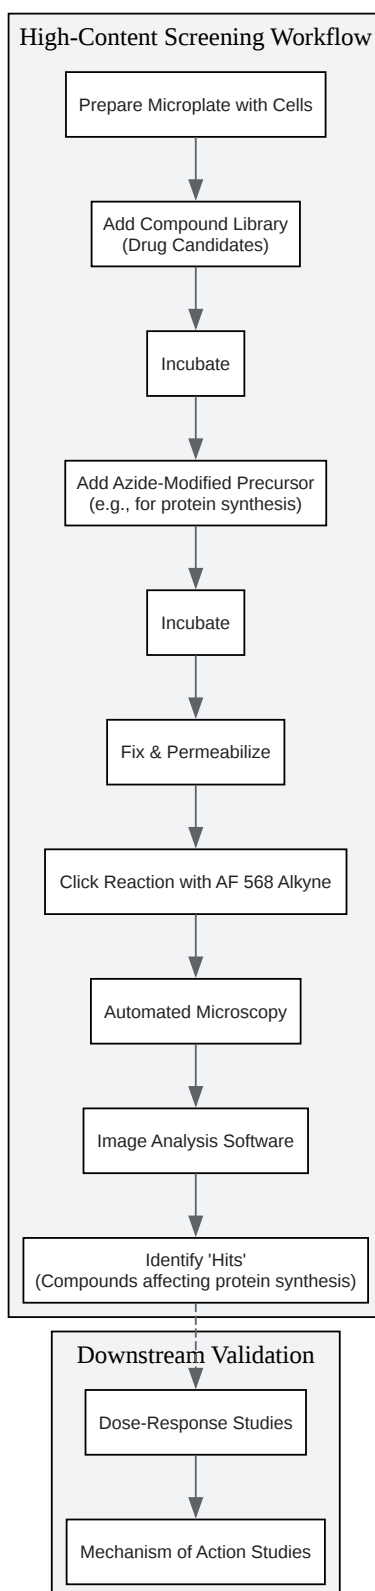 High-Content Screening Workflow
Prepare Microplate with Cells
Add Compound Library
(Drug Candidates)
Incubate
Add Azide-Modified Precursor
(e.g., for protein synthesis)
Incubate
Fix & Permeabilize
Click Reaction with AF 568 Alkyne
Automated Microscopy
Image Analysis Software
Identify 'Hits'
(Compounds affecting protein synthesis)
Downstream Validation
Dose-Response Studies
Mechanism of Action Studies